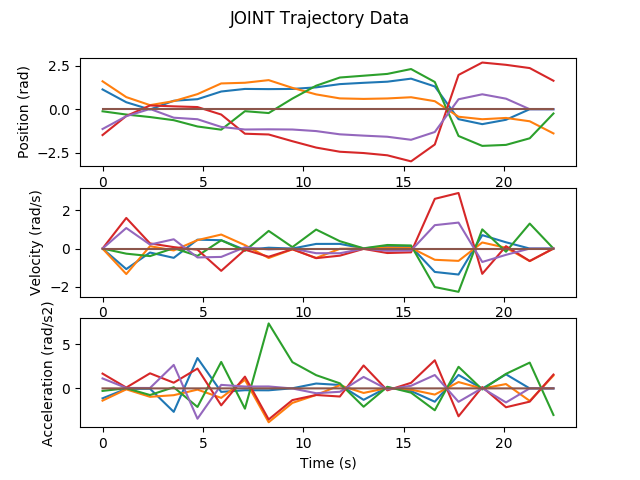 JOINT Trajectory Data
Position (rad)
2.5
0.0
−2.5
0 5 10 15 20
Velocity (rad/s)
2
0
−2
0 5 10 15 20
Acceleration (rad/s2)
5
0
0 5 10 15 20
Time (s)